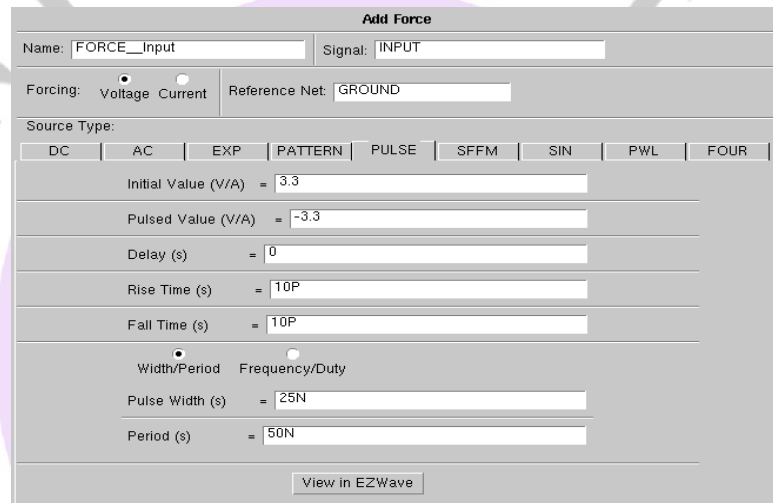 Add Force
Name: FORCE__Input Signal: INPUT
Forcing: Voltage Current Reference Net: GROUND
Source Type:
DC AC EXP PATTERN PULSE SFFM SIN PWL FOUR
Initial Value (V/A) = 3.3
Pulsed Value (V/A) = -3.3
Delay (s) = 0
Rise Time (s) = 10P
Fall Time (s) = 10P
Width/Period Frequency/Duty
Pulse Width (s) = 25N
Period (s) = 50N
View in EZWave